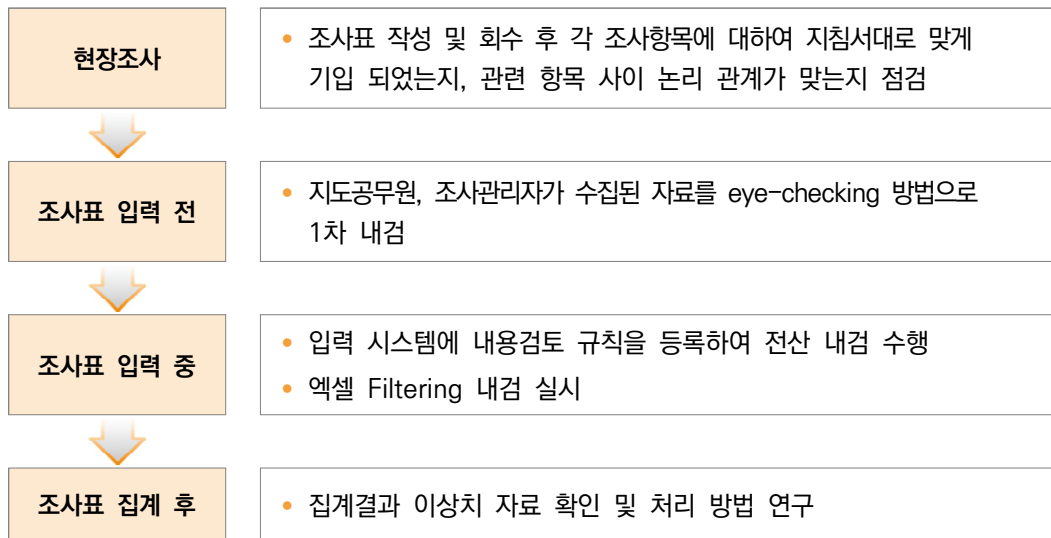 현장조사
• 조사표 작성 및 회수 후 각 조사항목에 대하여 지침서대로 맞게
기입 되었는지, 관련 항목 사이 논리 관계가 맞는지 점검
조사표 입력 전
• 지도공무원, 조사관리자가 수집된 자료를 eye-checking 방법으로
1차 내검
조사표 입력 중
• 입력 시스템에 내용검토 규칙을 등록하여 전산 내검 수행
• 엑셀 Filtering 내검 실시
조사표 집계 후
• 집계결과 이상치 자료 확인 및 처리 방법 연구